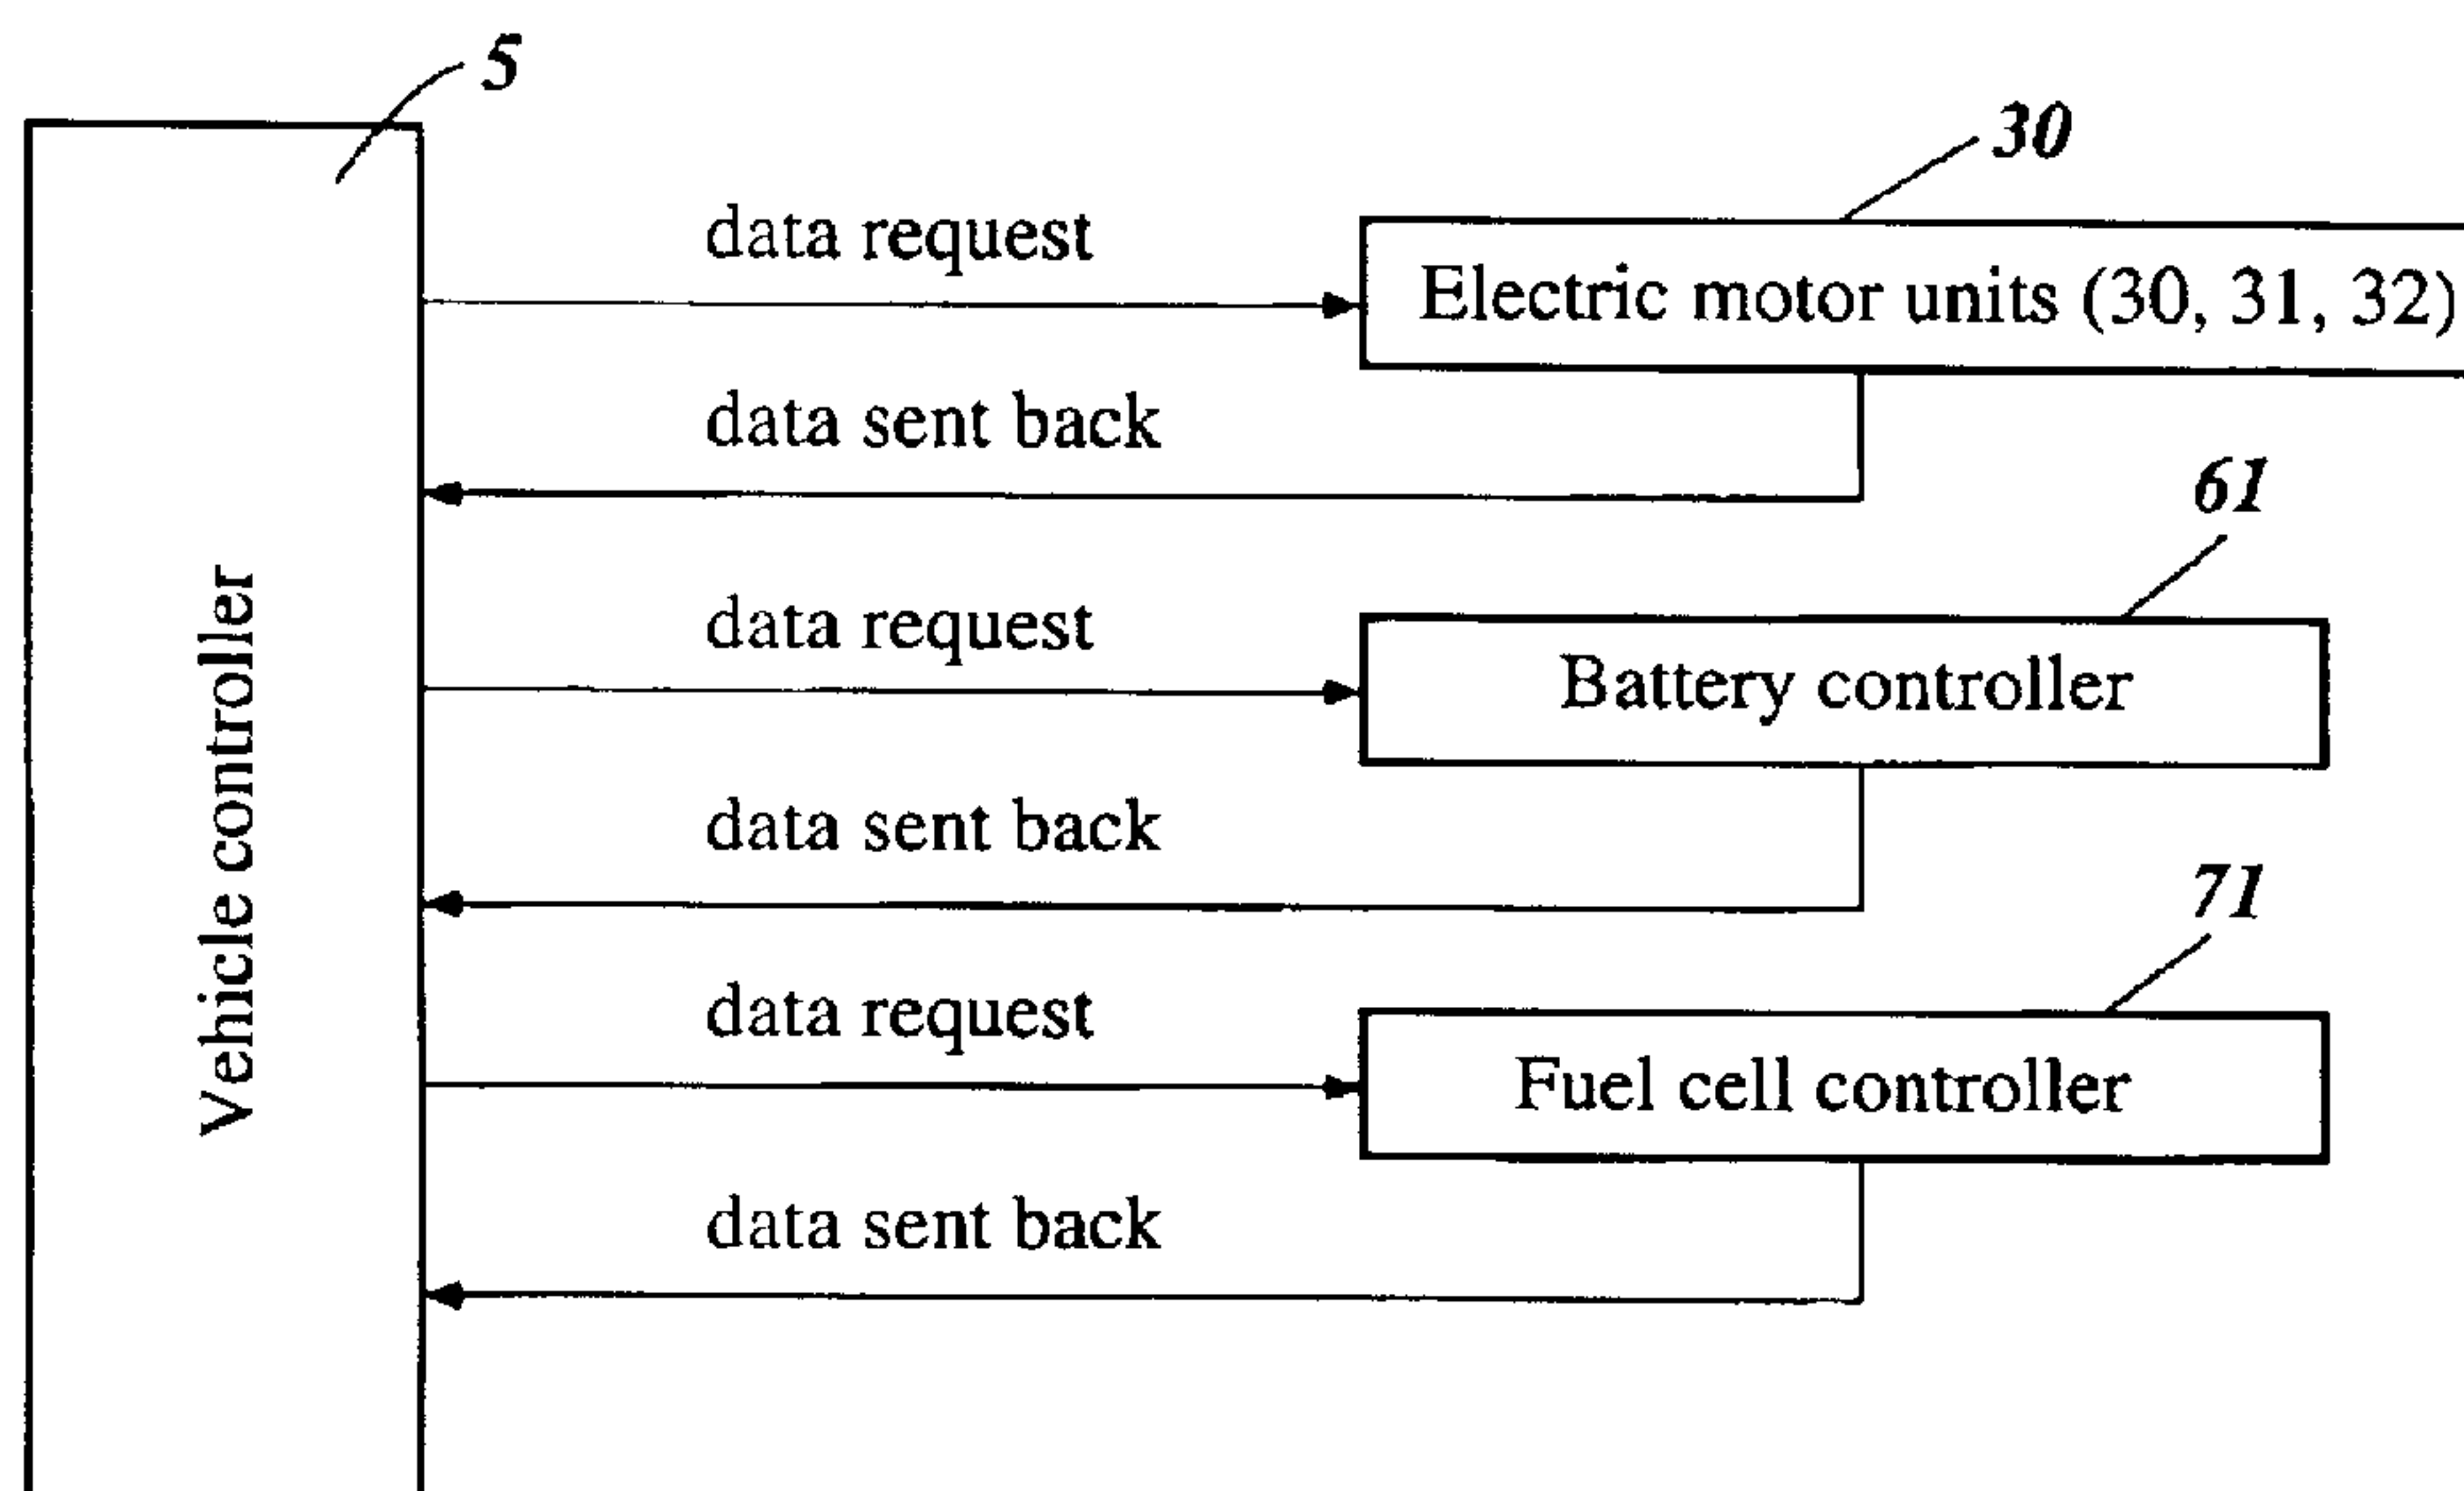 5
30
data request
Electric motor units (30, 31, 32)
data sent back
61
data request
Battery controller
data sent back
71
data request
Fuel cell controller
data sent back
Vehicle controller